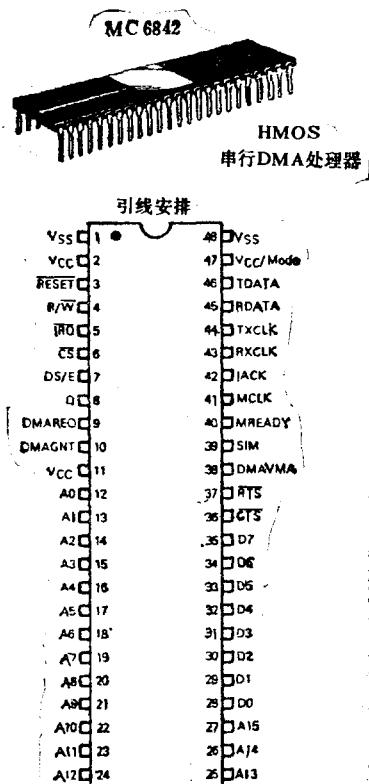 MC 6842
HMOS
串行DMA处理器
引线安排
VSS 1 48 VSS
VCC 2 47 VCC/Mode
RESET 3 46 TDATA
R/W 4 45 RDATA
IRQ 5 44 TXCLK
CS 6 43 RXCLK
DS/E 7 42 IACK
Q 8 41 MCLK
DMAREQ 9 40 MREADY
DMAGNT 10 39 SIM
VCC 11 38 DMAVMA
A0 12 37 RTS
A1 13 36 CTS
A2 14 35 D7
A3 15 34 D6
A4 16 33 D5
A5 17 32 D4
A6 18 31 D3
A7 19 30 D2
A8 20 29 D1
A9 21 28 D0
A10 22 27 A15
A11 23 26 A14
A12 24 25 A13